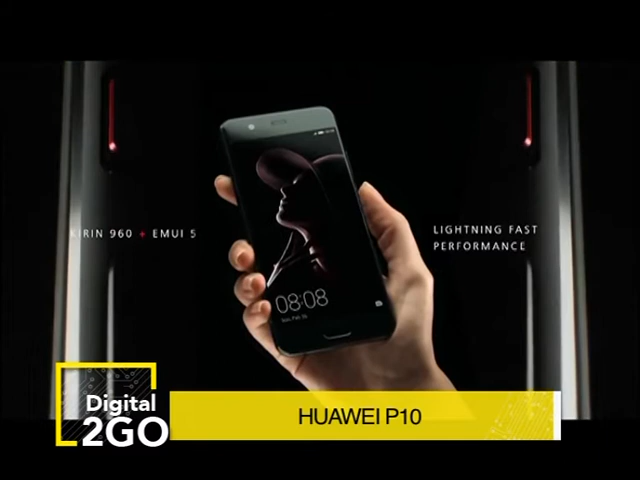 KIRIN 960 + EMUI 5
LIGHTNING FAST
PERFORMANCE
08:08
Digital
2GO
HUAWEI P10